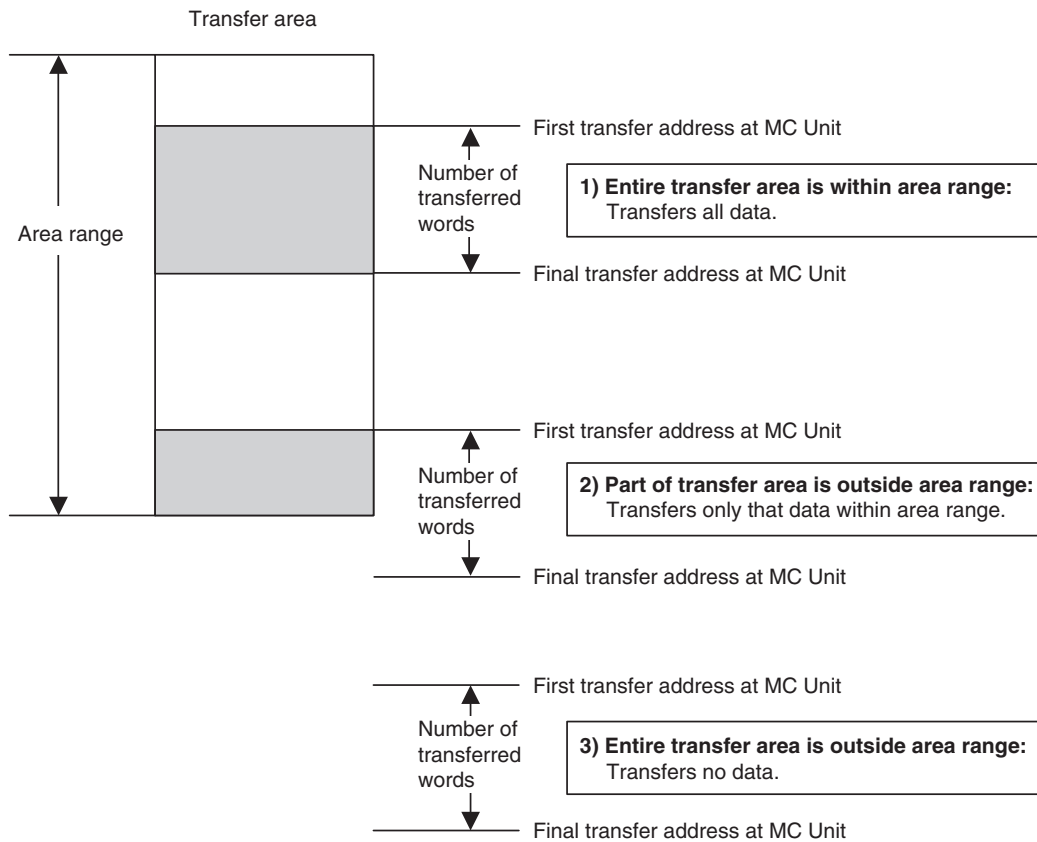 Transfer area
First transfer address at MC Unit
Number of
transferred
words
1) Entire transfer area is within area range:
Transfers all data.
Area range
Final transfer address at MC Unit
First transfer address at MC Unit
Number of
transferred
words
2) Part of transfer area is outside area range:
Transfers only that data within area range.
Final transfer address at MC Unit
First transfer address at MC Unit
Number of
transferred
words
3) Entire transfer area is outside area range:
Transfers no data.
Final transfer address at MC Unit